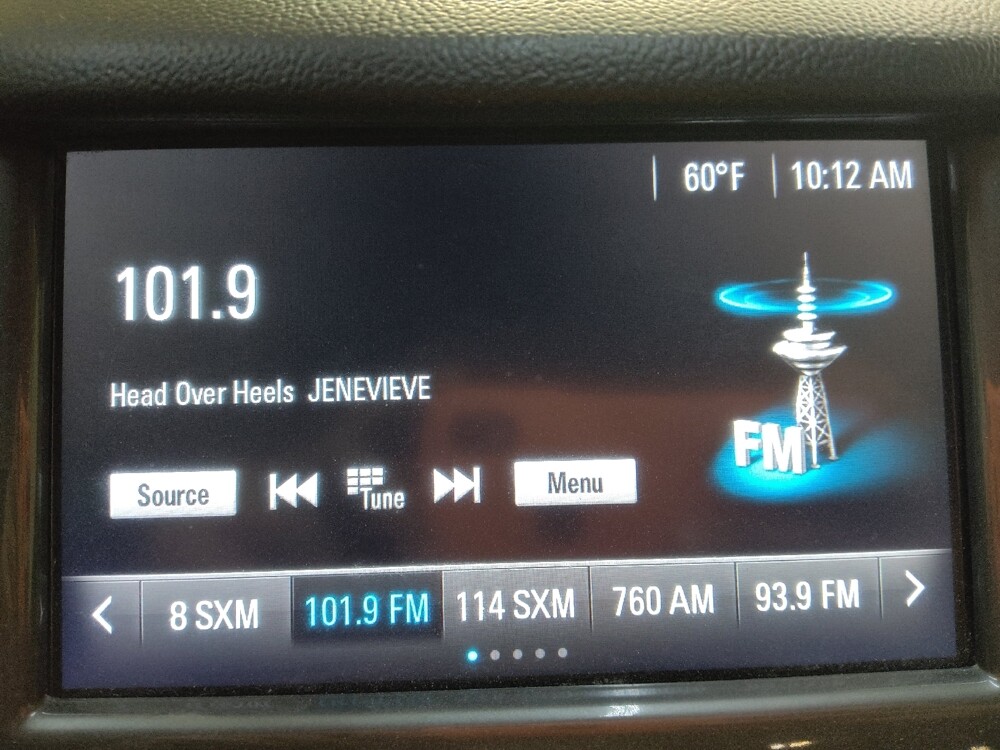 60°F 10:12 AM
101.9
Head Over Heels JENEVIEVE
FM
Source Tune Menu
8 SXM 101.9 FM 114 SXM 760 AM 93.9 FM